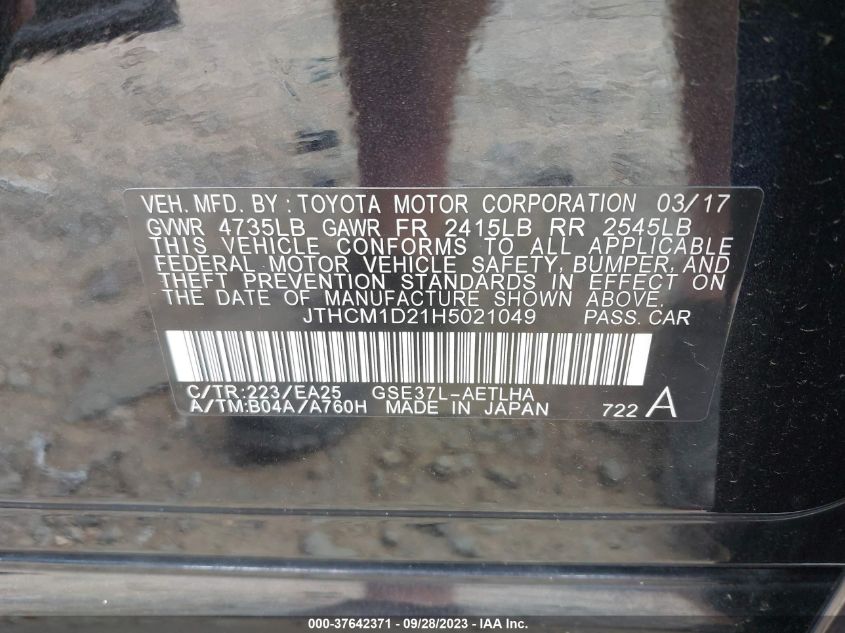 VEH. MFD. BY : TOYOTA MOTOR CORPORATION 03/17
GVWR 4735LB GAWR FR 2415LB RR 2545LB
THIS VEHICLE CONFORMS TO ALL APPLICABLE
FEDERAL MOTOR VEHICLE SAFETY, BUMPER, AND
THEFT PREVENTION STANDARDS IN EFFECT ON
THE DATE OF MANUFACTURE SHOWN ABOVE.
JTHCM1D21H5021049 PASS. CAR
C/TR:223/EA25 GSE37L-AETLHA
A/TM:B04A/A760H MADE IN JAPAN 722 A
000-37642371 / 09/28/2023 - IAA Inc.